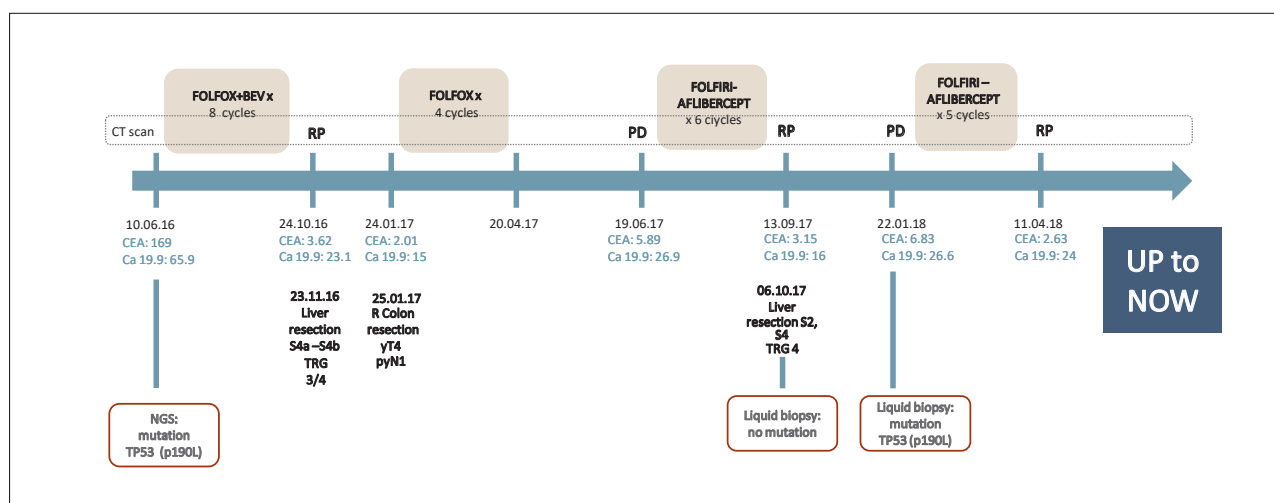 FOLFOX+BEV x
8 cycles
FOLFOX x
4 cycles
FOLFIRI-
AFLIBERCEPT
x 6 ciycles
FOLFIRI –
AFLIBERCEPT
x 5 cycles
CT scan
RP
PD
RP
PD
RP
10.06.16
CEA: 169
Ca 19.9: 65.9
24.10.16
CEA: 3.62
Ca 19.9: 23.1
24.01.17
CEA: 2.01
Ca 19.9: 15
20.04.17
19.06.17
CEA: 5.89
Ca 19.9: 26.9
13.09.17
CEA: 3.15
Ca 19.9: 16
22.01.18
CEA: 6.83
Ca 19.9: 26.6
11.04.18
CEA: 2.63
Ca 19.9: 24
UP to
NOW
23.11.16
Liver
resection
S4a –S4b
TRG
3/4
25.01.17
R Colon
resection
yT4
pyN1
06.10.17
Liver
resection S2,
S4
TRG 4
NGS:
mutation
TP53 (p190L)
Liquid biopsy:
no mutation
Liquid biopsy:
mutation
TP53 (p190L)